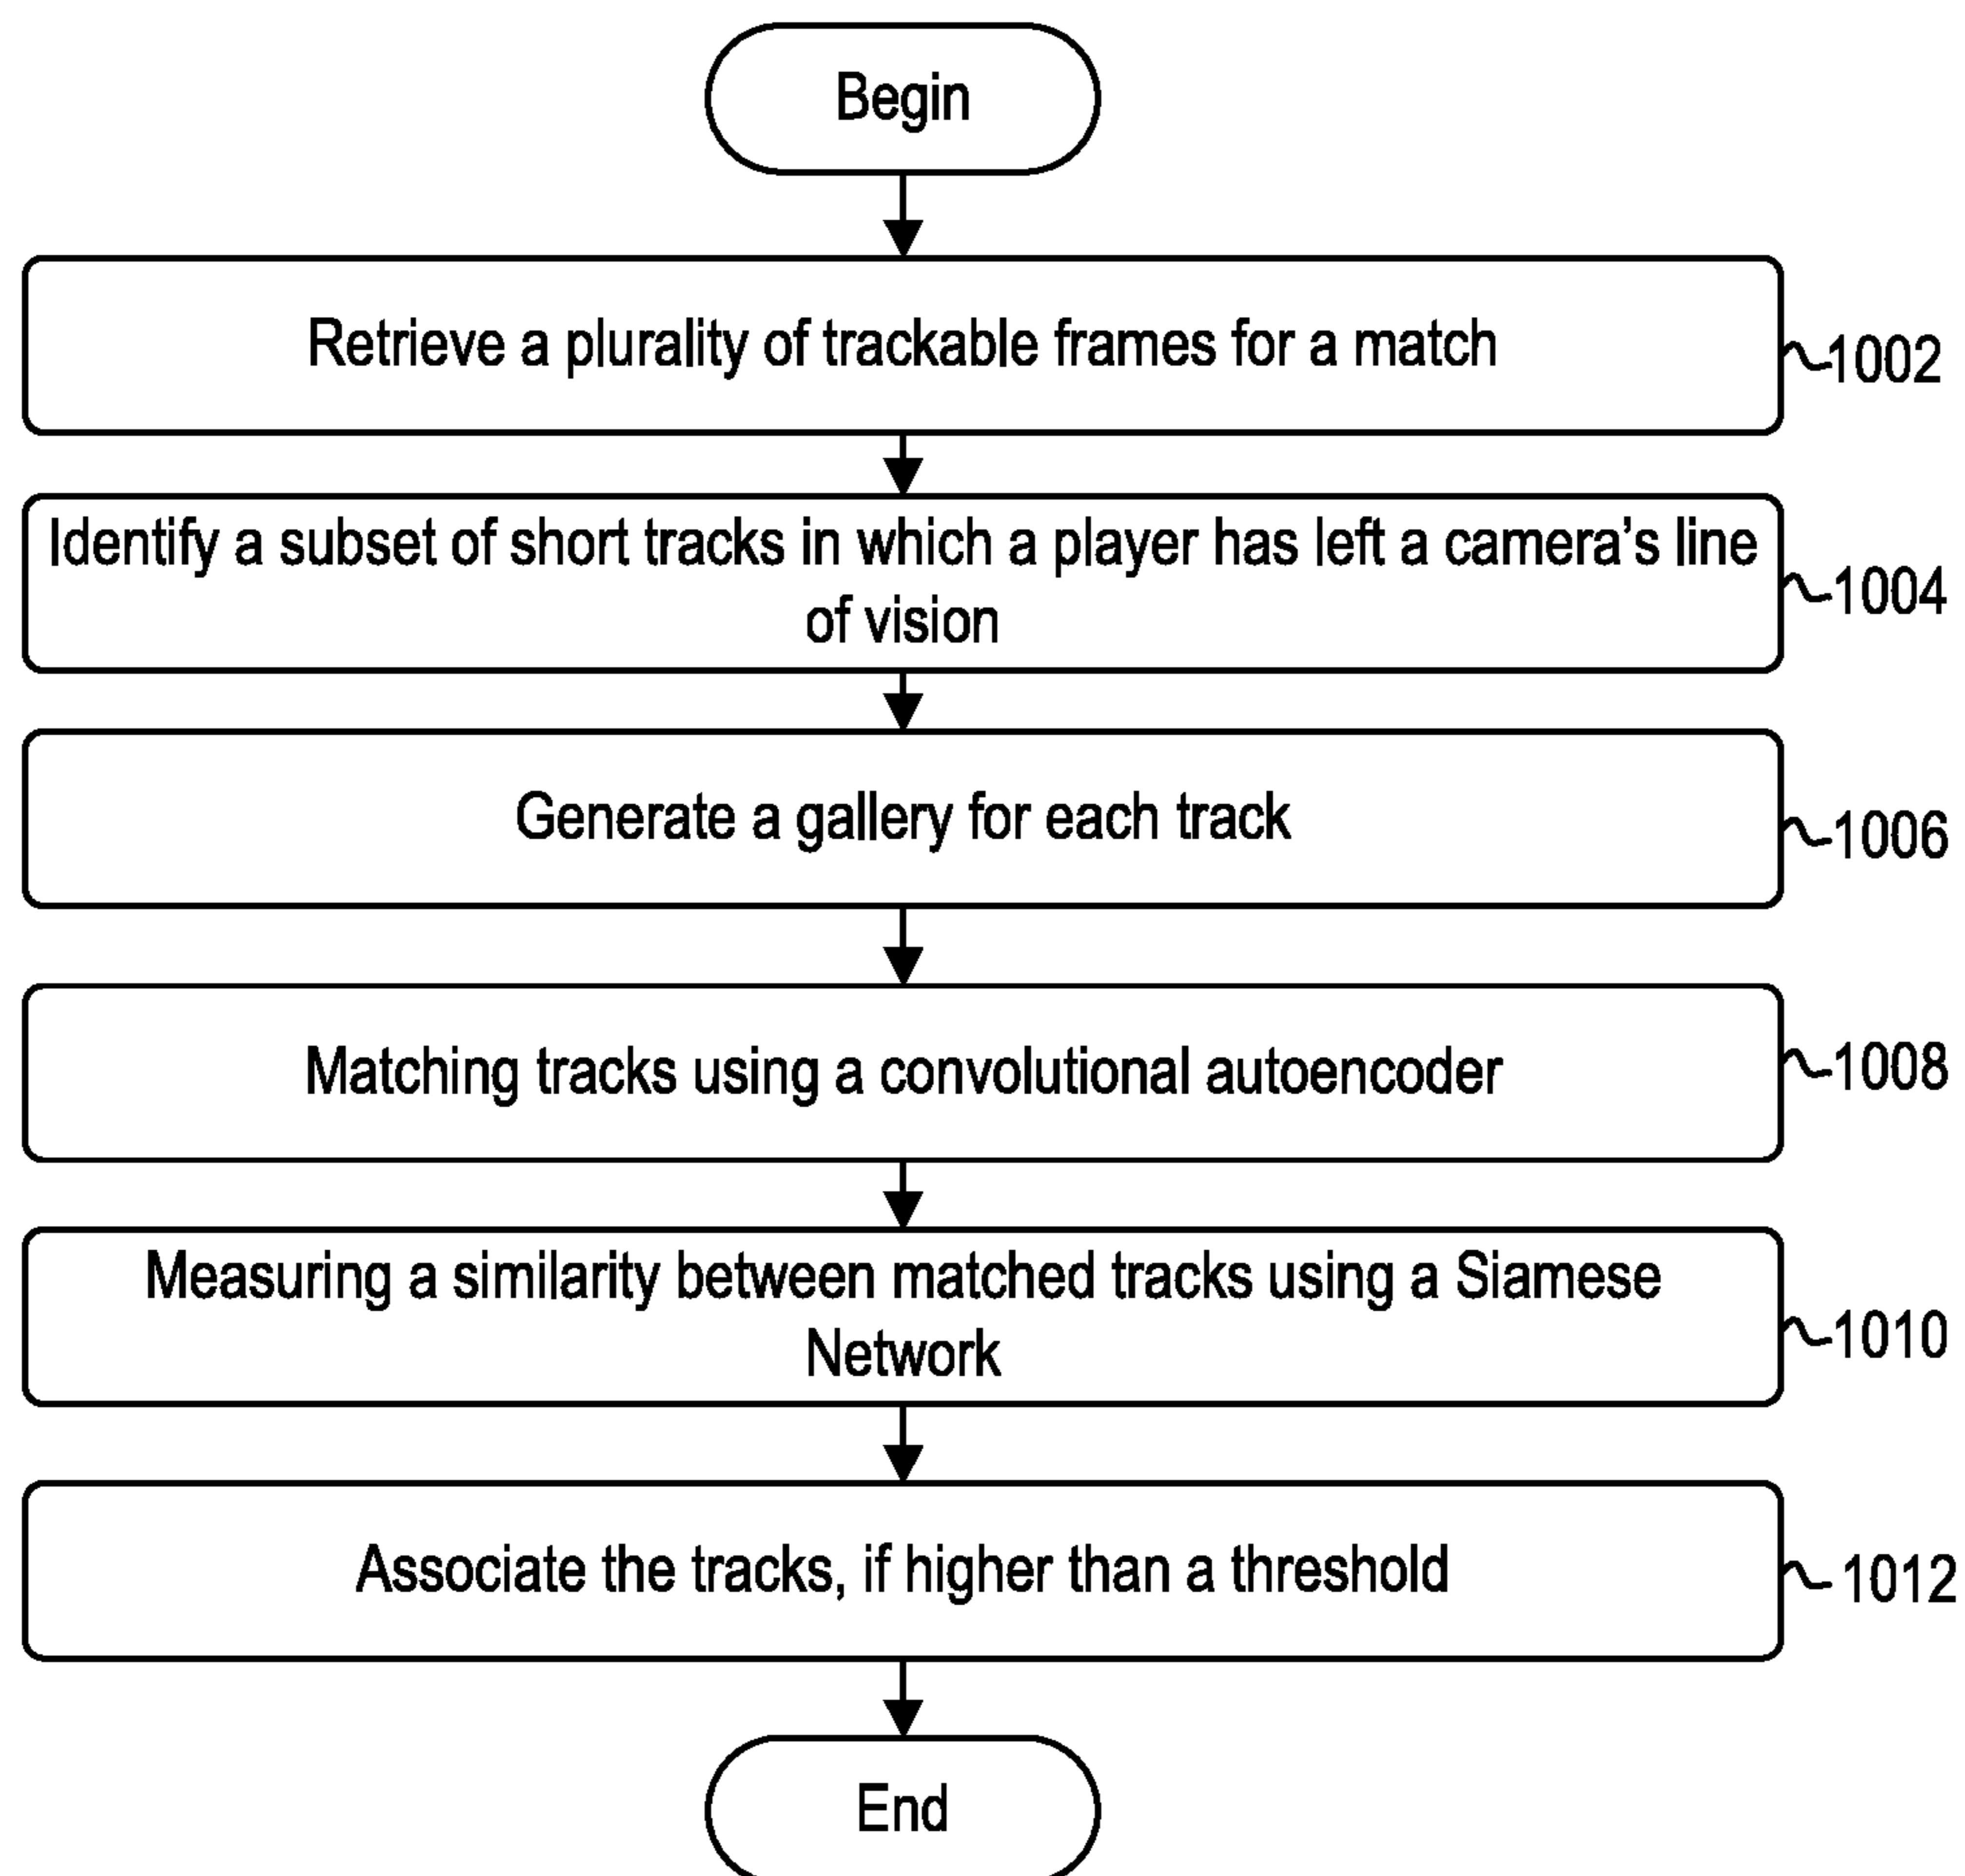 Begin
Retrieve a plurality of trackable frames for a match
1002
Identify a subset of short tracks in which a player has left a camera’s line
of vision
1004
Generate a gallery for each track
1006
Matching tracks using a convolutional autoencoder
1008
Measuring a similarity between matched tracks using a Siamese
Network
1010
Associate the tracks, if higher than a threshold
1012
End